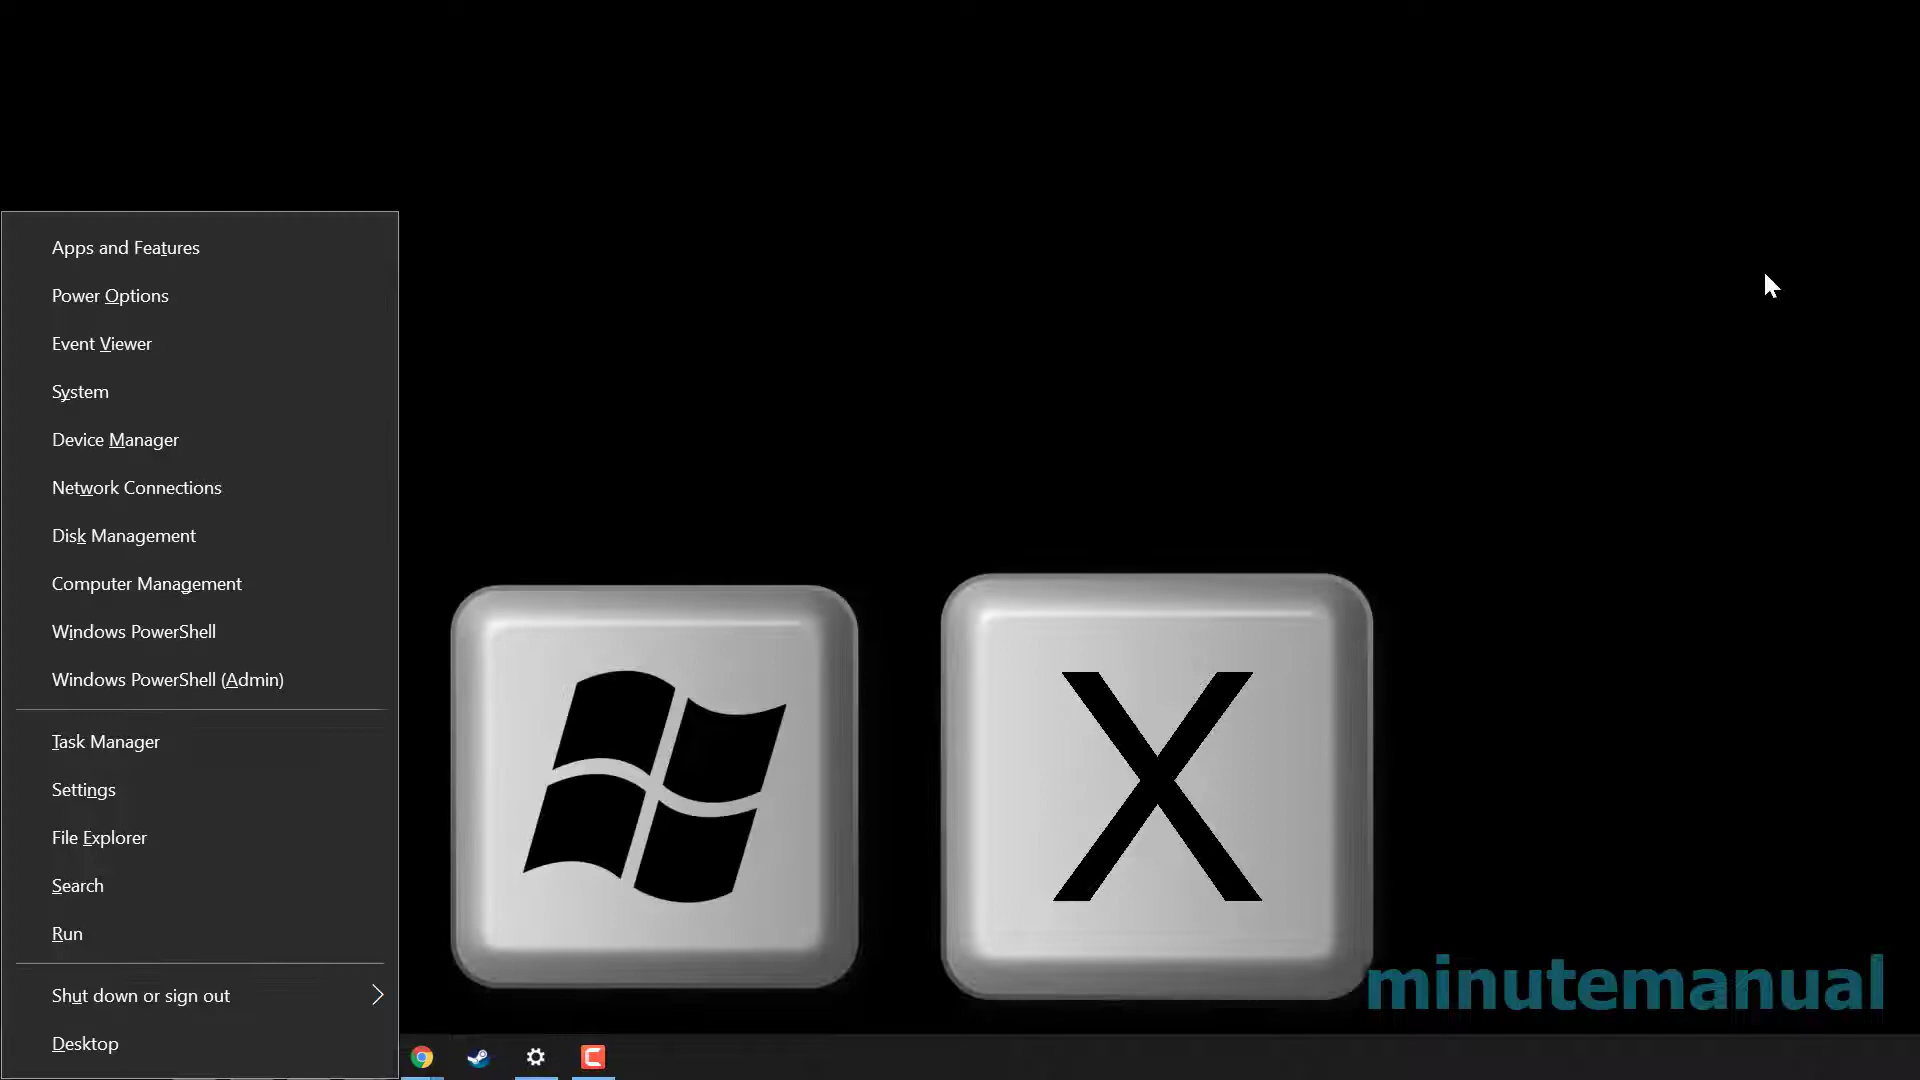 Apps and Features
Power Options
Event Viewer
System
Device Manager
Network Connections
Disk Management
Computer Management
Windows PowerShell
Windows PowerShell (Admin)
Task Manager
Settings
File Explorer
Search
Run
Shut down or sign out
Desktop
X
minutemanual